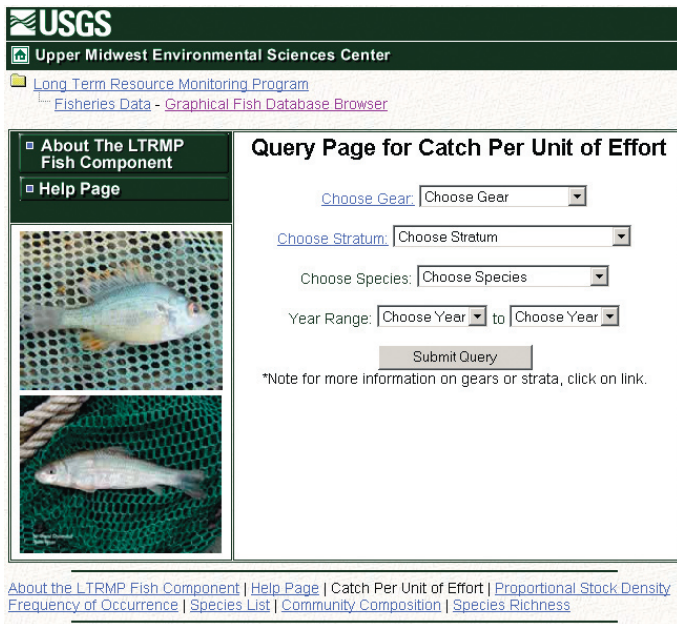 USGS
Upper Midwest Environmental Sciences Center
Long Term Resource Monitoring Program
Fisheries Data - Graphical Fish Database Browser
About The LTRMP
Fish Component
Help Page
Query Page for Catch Per Unit of Effort
Choose Gear: Choose Gear
Choose Stratum: Choose Stratum
Choose Species: Choose Species
Year Range: Choose Year to Choose Year
Submit Query
*Note for more information on gears or strata, click on link.
About the LTRMP Fish Component | Help Page | Catch Per Unit of Effort | Proportional Stock Density
Frequency of Occurrence | Species List | Community Composition | Species Richness